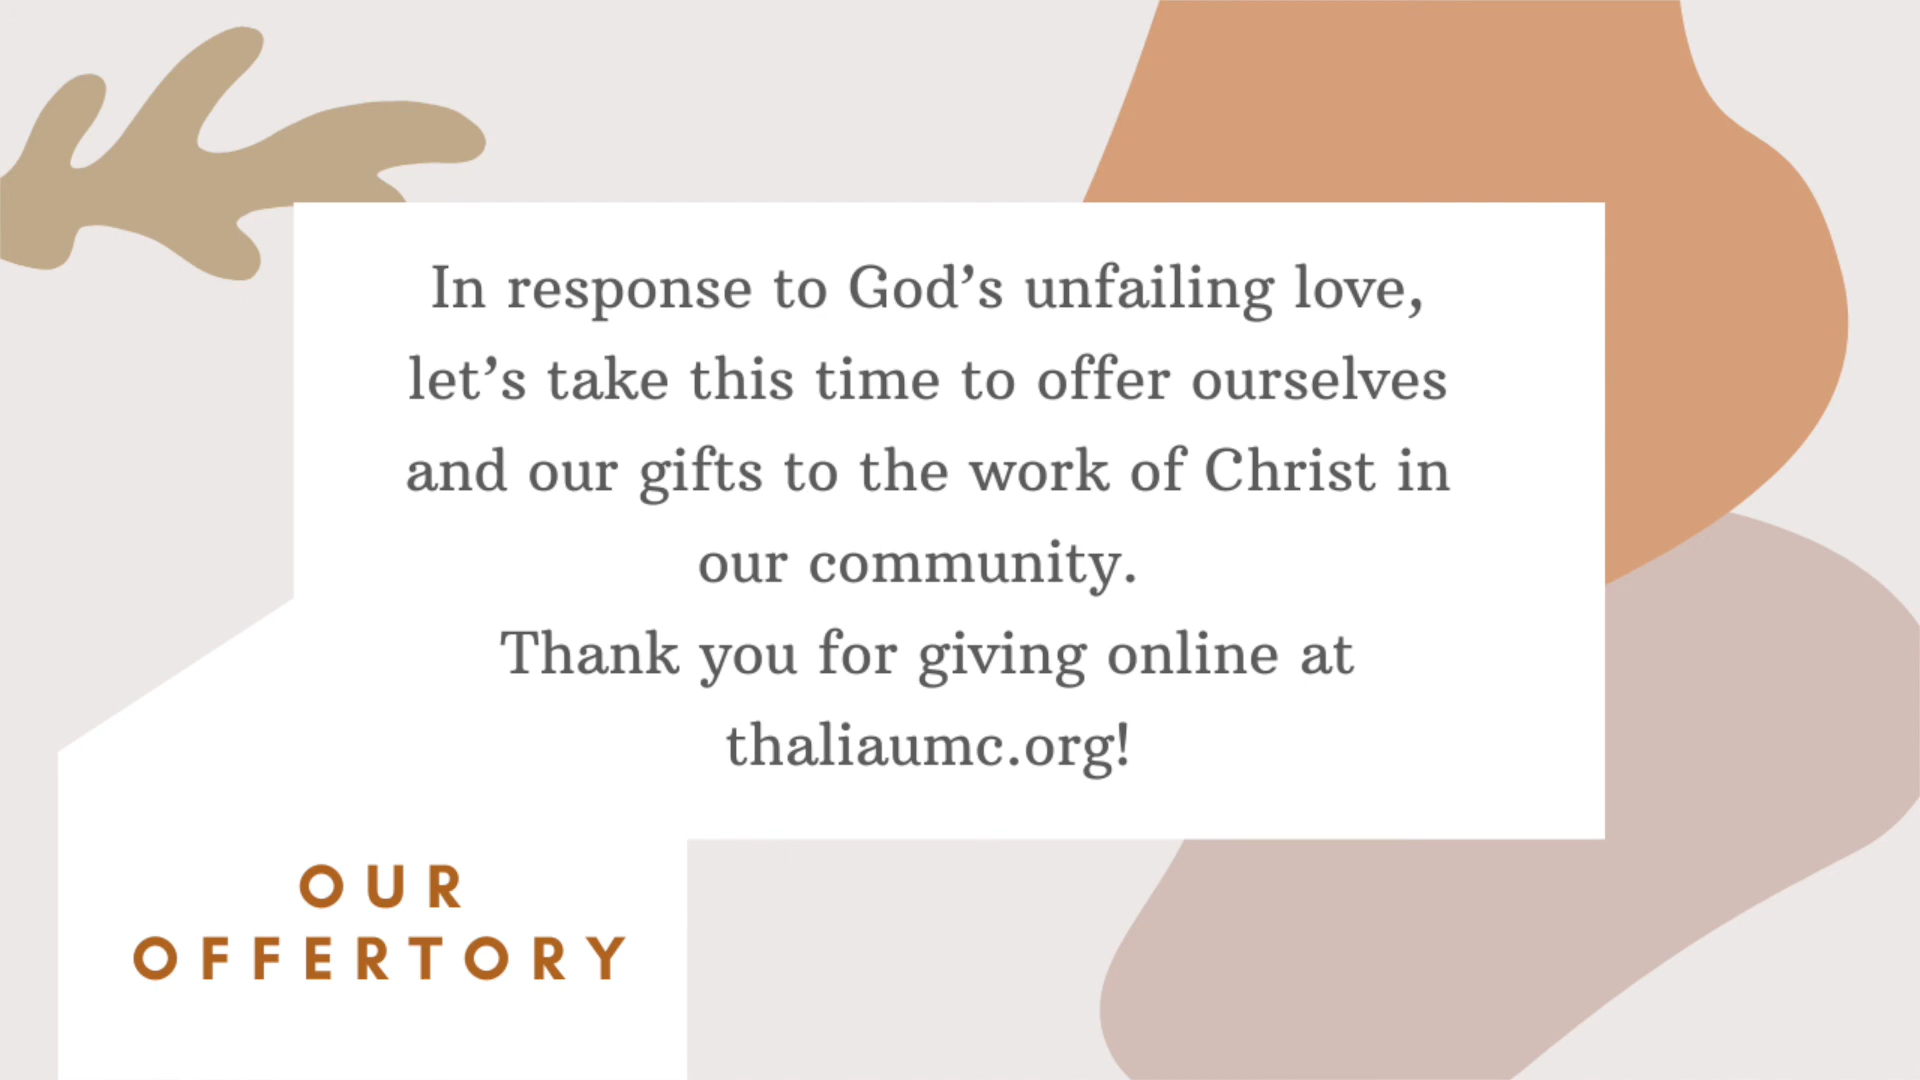 In response to God’s unfailing love,
let’s take this time to offer ourselves
and our gifts to the work of Christ in
our community.
Thank you for giving online at
thaliaumc.org!
OUR
OFFERTORY